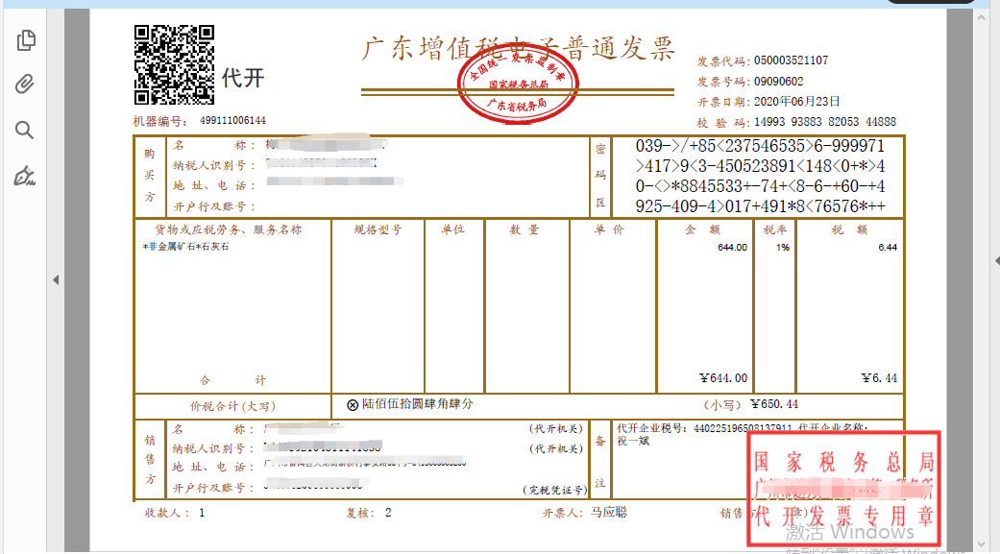 广东增值税电子普通发票
代开
全国统一发票监制章
国家税务总局
广东省税务局
发票代码: 050003521107
发票号码: 09090602
开票日期: 2020年06月23日
校 验 码: 14993 93883 82053 44888
机器编号: 499111006144
购买方
名 称:
纳税人识别号:
地 址、电 话:
开户行及账号:
密码区
039->/+85<237546535>6-999971
>417>9<3-450523891<148<0+*>4
0-<>*8845533+-74+<8-6-+60-+4
925-409-4>017+491*8<76576*++
货物或应税劳务、服务名称 规格型号 单位 数 量 单 价 金 额 税率 税 额
*非金属矿石*石灰石 644.00 1% 6.44
合 计 ￥644.00 ￥6.44
价税合计(大写) ⊗ 陆佰伍拾圆肆角肆分 (小写) ￥650.44
销售方
名 称: (代开机关)
纳税人识别号: (代开机关)
地 址、电 话:
开户行及账号: (完税凭证号)
备注
代开企业税号: 440225196508137911 代开企业名称:
祝一斌
国家税务总局
代开发票专用章
收款人: 1 复核: 2 开票人: 马应聪 销售方 章)
激活 Windows
转到"设置"以激活 Windows